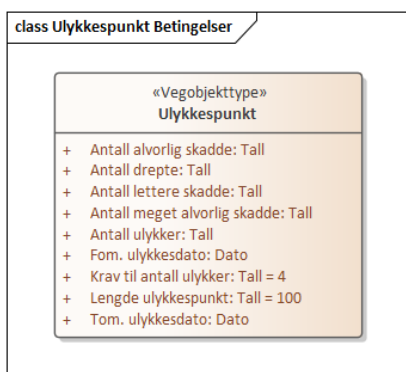 class Ulykkespunkt Betingelser
«Vegobjekttype»
Ulykkespunkt
+ Antall alvorlig skadde: Tall
+ Antall drepte: Tall
+ Antall lettere skadde: Tall
+ Antall meget alvorlig skadde: Tall
+ Antall ulykker: Tall
+ Fom. ulykkesdato: Dato
+ Krav til antall ulykker: Tall = 4
+ Lengde ulykkespunkt: Tall = 100
+ Tom. ulykkesdato: Dato